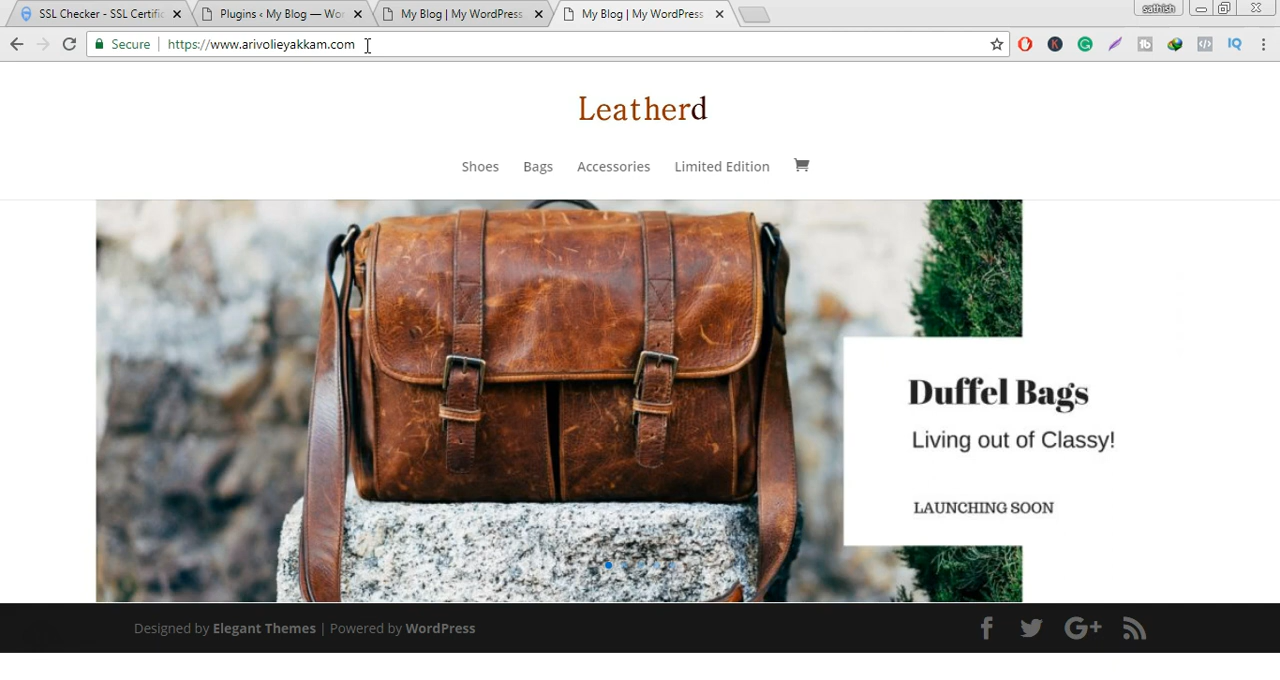 SSL Checker - SSL Certific
Plugins ‹ My Blog — Wor
My Blog | My WordPress
My Blog | My WordPress
sathish
Secure
https://www.arivolieyakkam.com
Leatherd
Shoes
Bags
Accessories
Limited Edition
Duffel Bags
Living out of Classy!
LAUNCHING SOON
Designed by Elegant Themes | Powered by WordPress